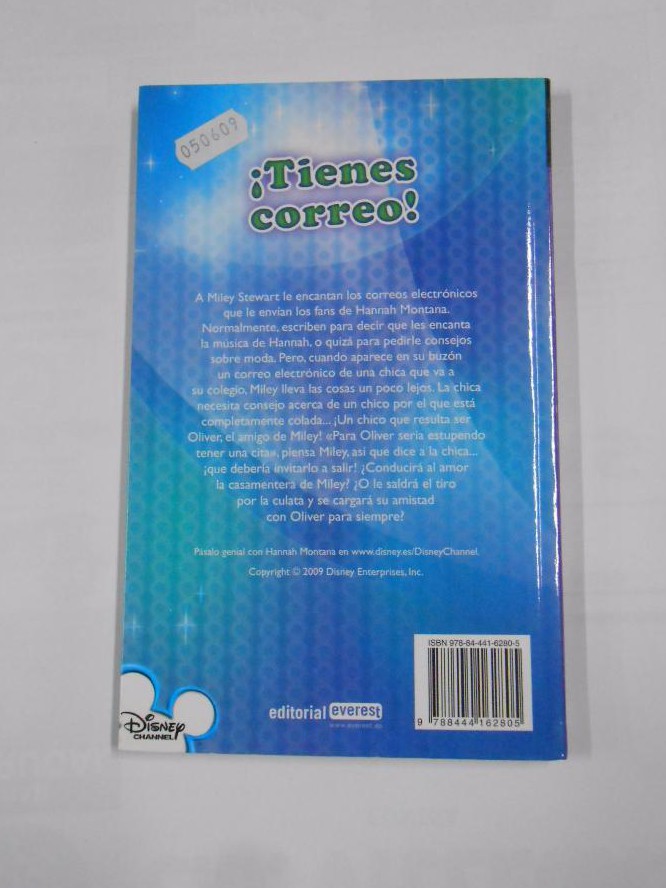 050609
¡Tienes
correo!
A Miley Stewart le encantan los correos electrónicos
que le envían los fans de Hannah Montana.
Normalmente, escriben para decir que les encanta
la música de Hannah, o quizá para pedirle consejos
sobre moda. Pero, cuando aparece en su buzón
un correo electrónico de una chica que va a
su colegio, Miley lleva las cosas un poco lejos. La chica
necesita consejo acerca de un chico por el que está
completamente colada... ¡Un chico que resulta ser
Oliver, el amigo de Miley! «Para Oliver sería estupendo
tener una cita», piensa Miley, así que dice a la chica...
¡que debería invitarlo a salir! ¿Conducirá al amor
la casamentera de Miley? ¿O le saldrá el tiro
por la culata y se cargará su amistad
con Oliver para siempre?
Pásalo genial con Hannah Montana en www.disney.es/DisneyChannel.
Copyright © 2009 Disney Enterprises, Inc.
ISBN 978-84-441-6280-5
9 788444 162805
editorial everest
www.everest.es
Disney
CHANNEL